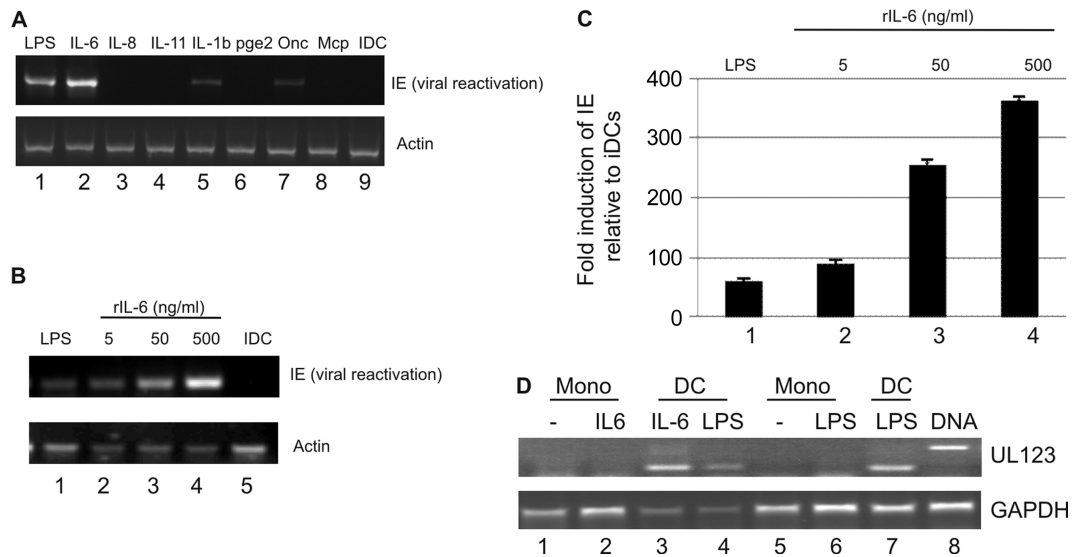 A
LPS IL-6 IL-8 IL-11 IL-1b pge2 Onc Mcp IDC
IE (viral reactivation)
Actin
1 2 3 4 5 6 7 8 9
B
rIL-6 (ng/ml)
LPS 5 50 500 IDC
IE (viral reactivation)
Actin
1 2 3 4 5
C
rIL-6 (ng/ml)
LPS 5 50 500
Fold induction of IE
relative to iDCs
400
300
200
100
0
1 2 3 4
D
Mono DC Mono DC
- IL6 IL-6 LPS - LPS LPS DNA
UL123
GAPDH
1 2 3 4 5 6 7 8